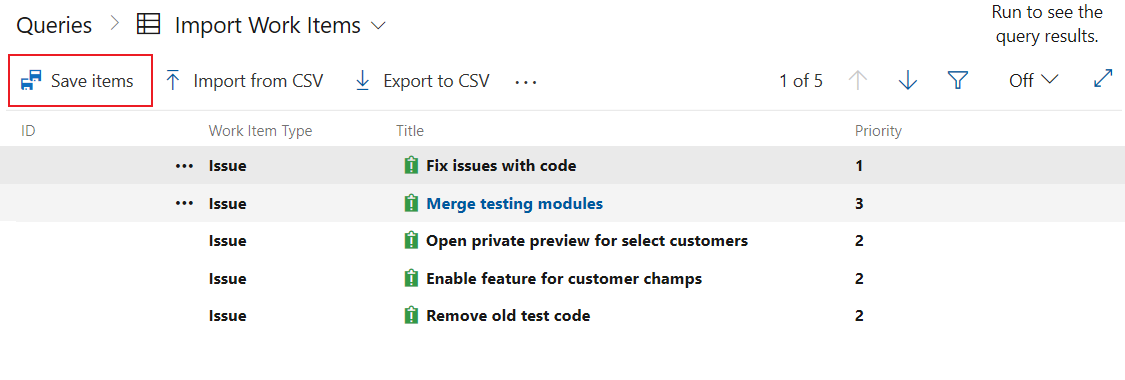 Queries > Import Work Items
Run to see the
query results.
Save items Import from CSV Export to CSV ... 1 of 5 Off
ID Work Item Type Title Priority
... Issue Fix issues with code 1
... Issue Merge testing modules 3
Issue Open private preview for select customers 2
Issue Enable feature for customer champs 2
Issue Remove old test code 2